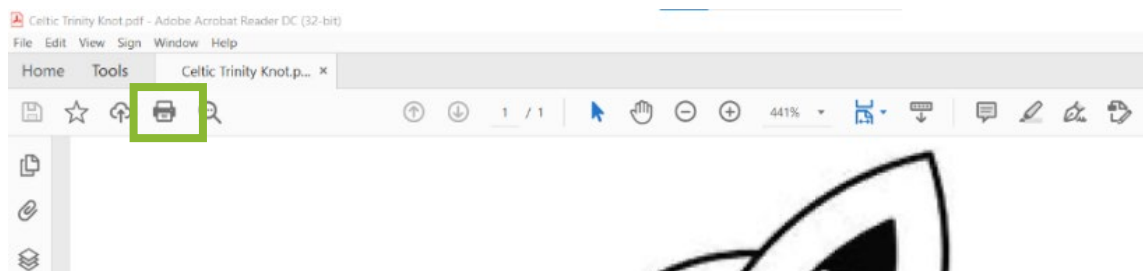 Celtic Trinity Knot.pdf - Adobe Acrobat Reader DC (32-bit)
File Edit View Sign Window Help
Home Tools Celtic Trinity Knot.p... ×
1 / 1 441%